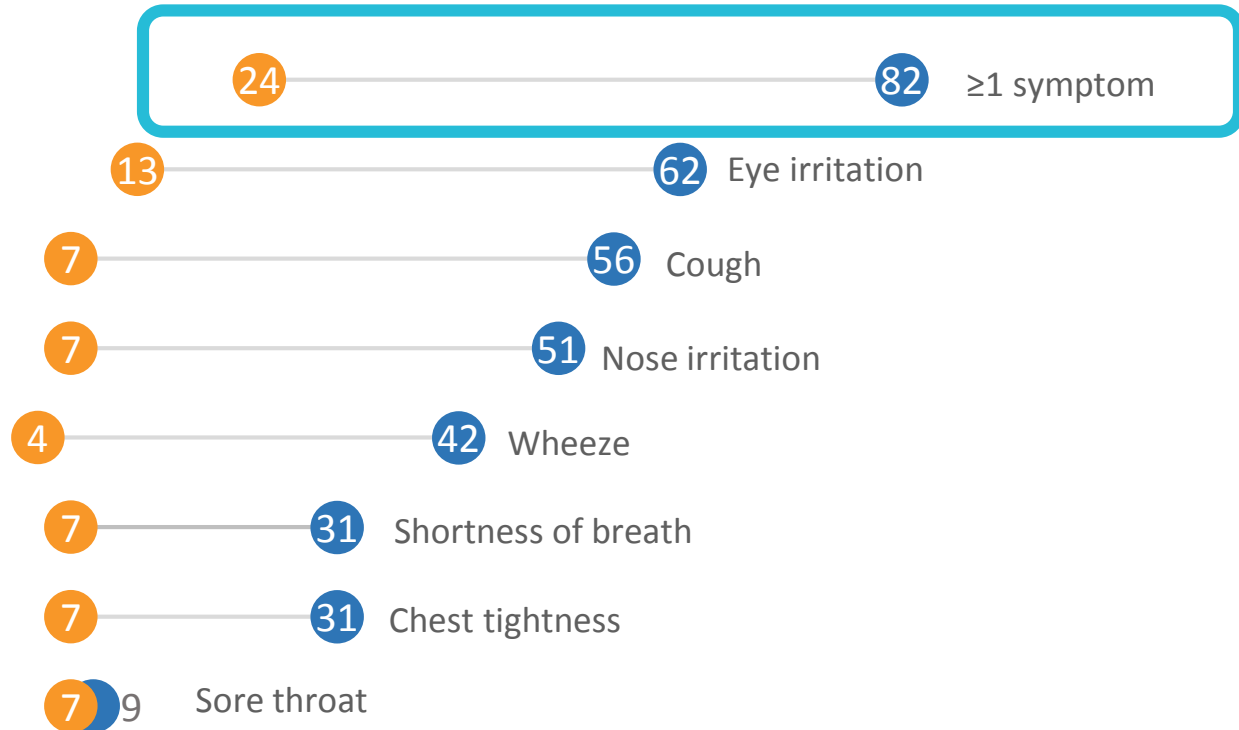 24 82 ≥1 symptom
13 62 Eye irritation
7 56 Cough
7 51 Nose irritation
4 42 Wheeze
7 31 Shortness of breath
7 31 Chest tightness
7 9 Sore throat